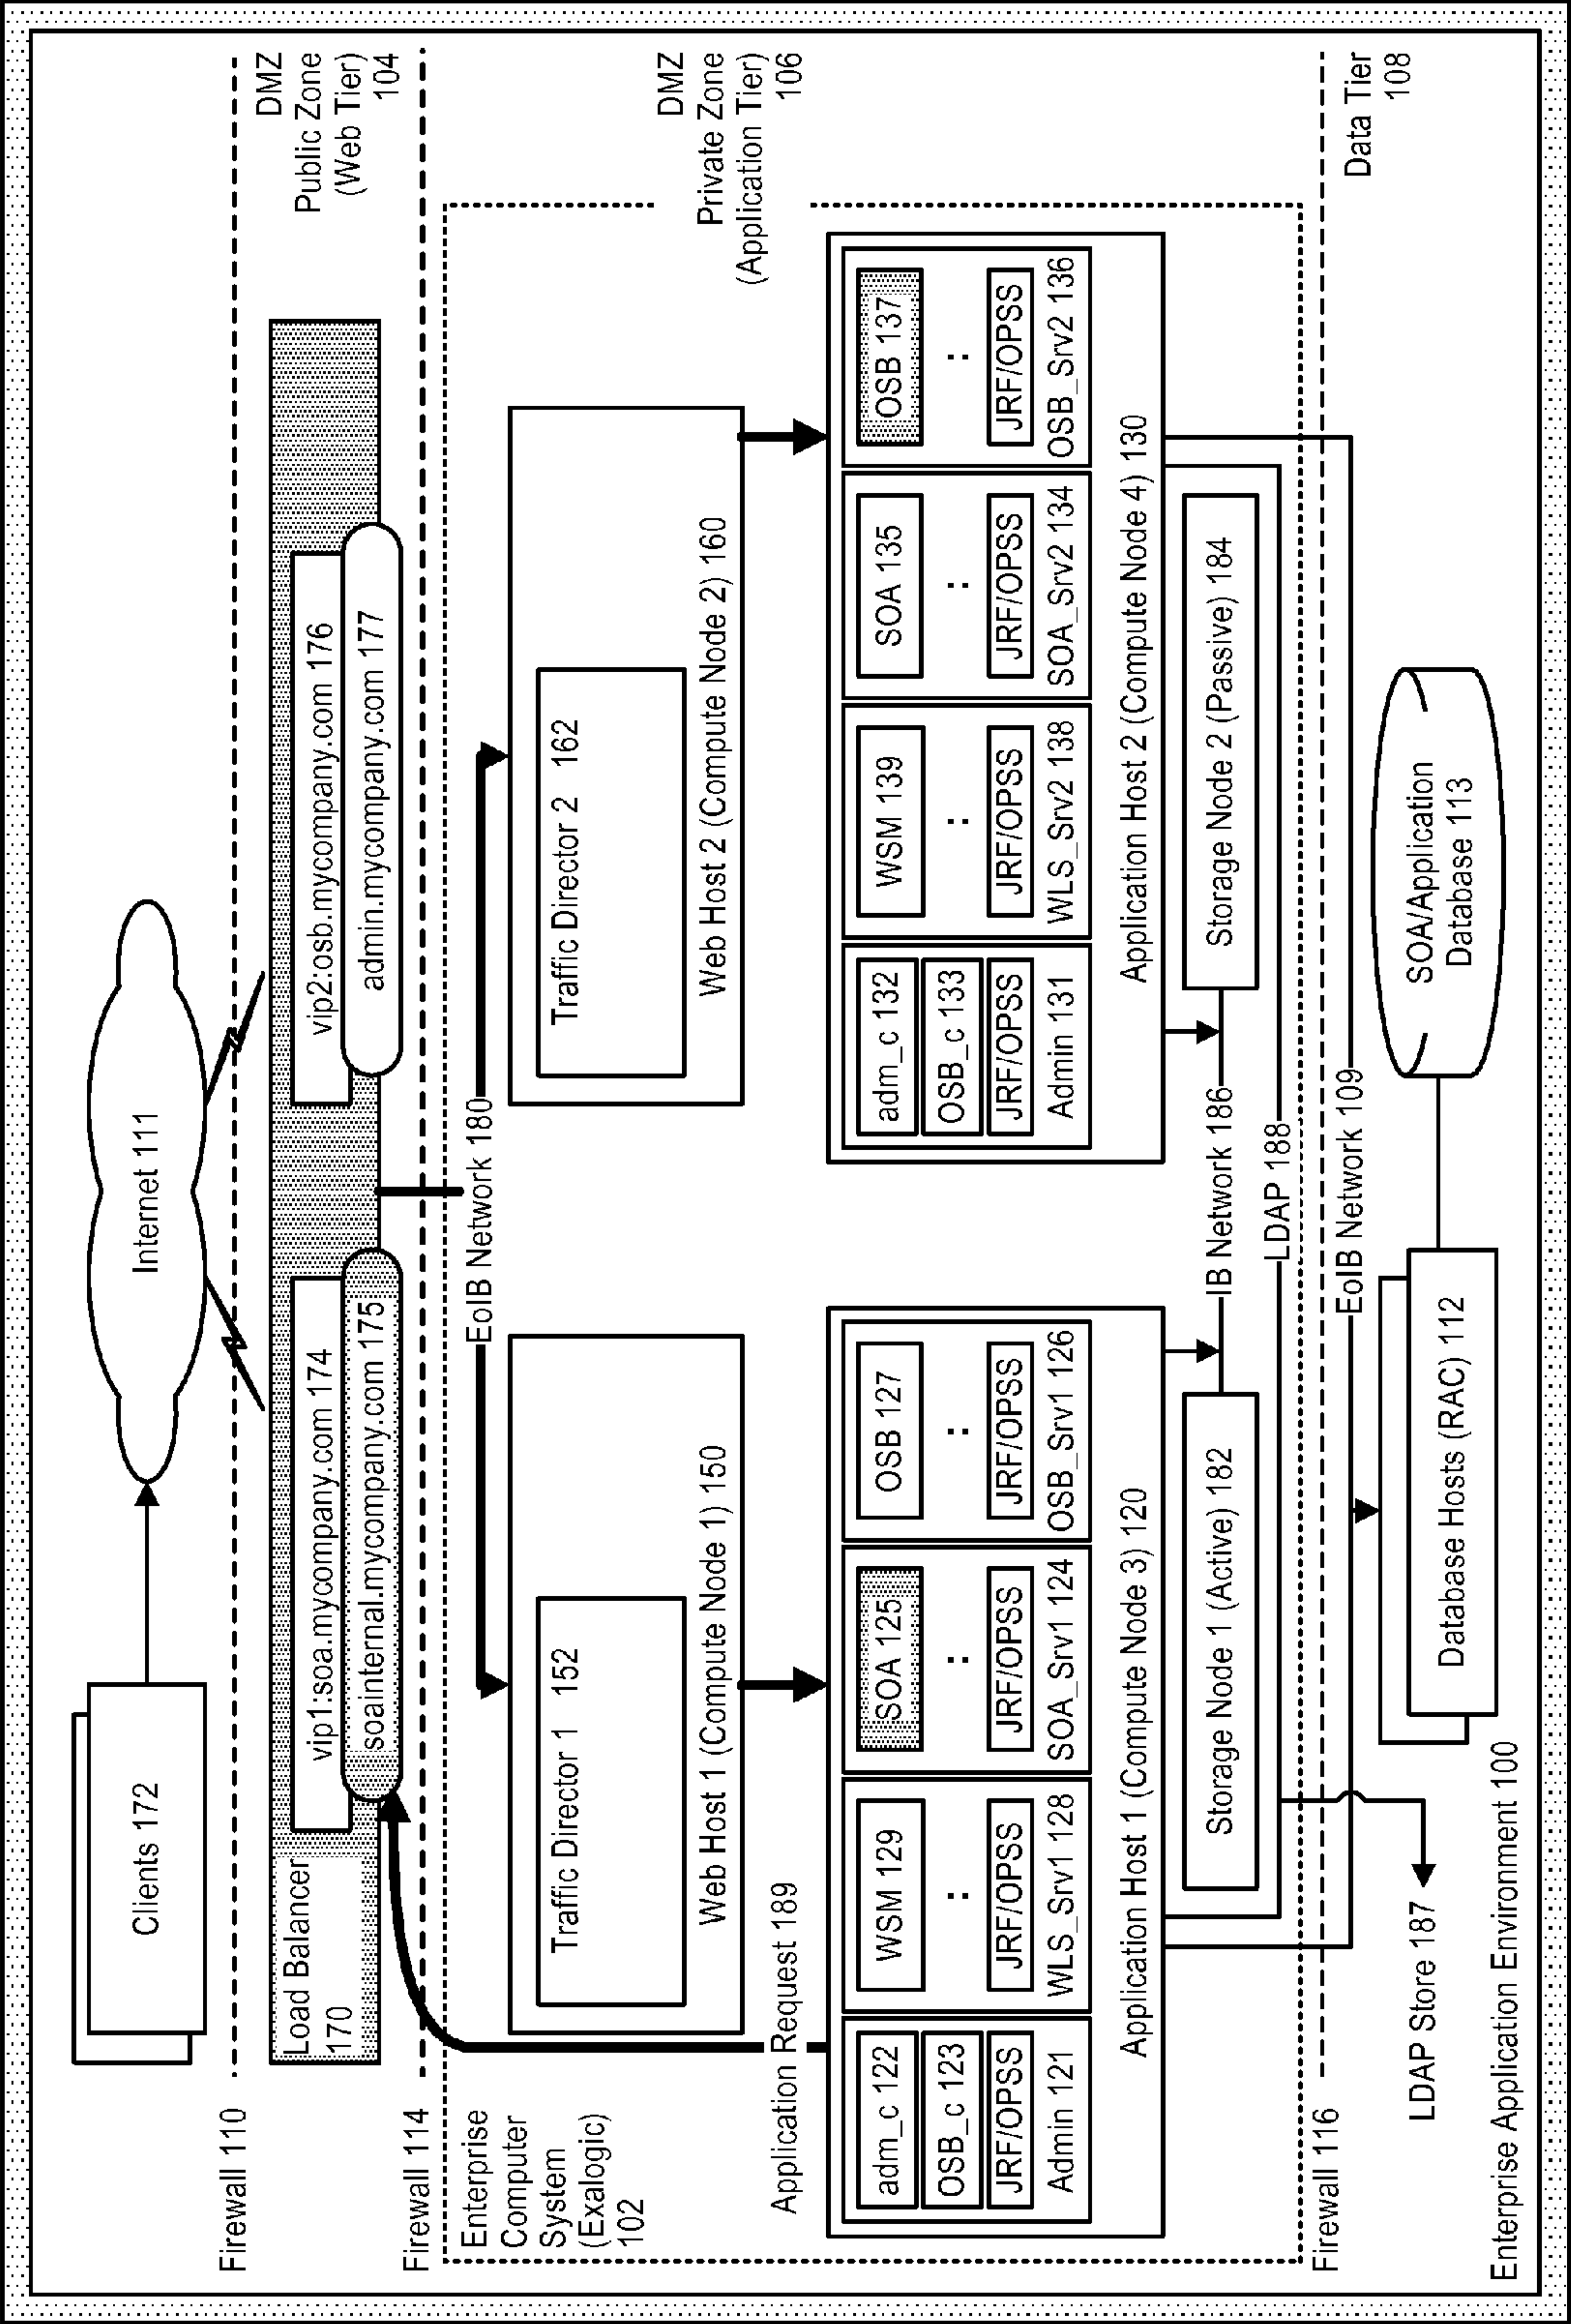 Clients 172
Internet 111
Firewall 110
DMZ
Public Zone
(Web Tier)
104
Load Balancer
170
vip1:soa.mycompany.com 174
soainternal.mycompany.com 175
vip2:osb.mycompany.com 176
admin.mycompany.com 177
Firewall 114
Enterprise
Computer
System
(Exalogic)
102
EoIB Network 180
DMZ
Private Zone
(Application Tier)
106
Traffic Director 1 152
Web Host 1 (Compute Node 1) 150
Traffic Director 2 162
Web Host 2 (Compute Node 2) 160
Application Request 189
adm_c 122
OSB_c 123
JRF/OPSS
Admin 121
WSM 129
:
JRF/OPSS
WLS_Srv1 128
SOA 125
:
JRF/OPSS
SOA_Srv1 124
OSB 127
:
JRF/OPSS
OSB_Srv1 126
Application Host 1 (Compute Node 3) 120
adm_c 132
OSB_c 133
JRF/OPSS
Admin 131
WSM 139
:
JRF/OPSS
WLS_Srv2 138
SOA 135
:
JRF/OPSS
SOA_Srv2 134
OSB 137
:
JRF/OPSS
OSB_Srv2 136
Application Host 2 (Compute Node 4) 130
Storage Node 1 (Active) 182
IB Network 186
Storage Node 2 (Passive) 184
LDAP 188
Firewall 116
EoIB Network 109
Data Tier
108
LDAP Store 187
Database Hosts (RAC) 112
SOA/Application
Database 113
Enterprise Application Environment 100